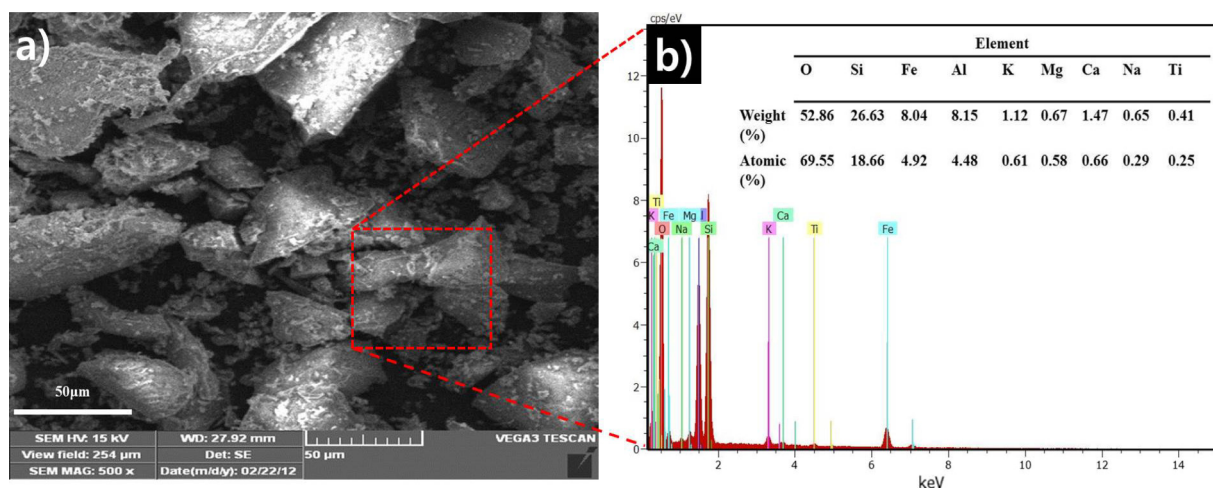 a)
50μm
SEM HV: 15 kV WD: 27.92 mm VEGA3 TESCAN
View field: 254 μm Det: SE 50 μm
SEM MAG: 500 x Date(m/d/y): 02/22/12
b)
cps/eV
Element
O Si Fe Al K Mg Ca Na Ti
Weight 52.86 26.63 8.04 8.15 1.12 0.67 1.47 0.65 0.41
(%)
Atomic 69.55 18.66 4.92 4.48 0.61 0.58 0.66 0.29 0.25
(%)
12
10
8
6
4
2
0
Ti
K Fe Mg Ca
O Na Si K Ti Fe
Ca
2 4 6 8 10 12 14
keV